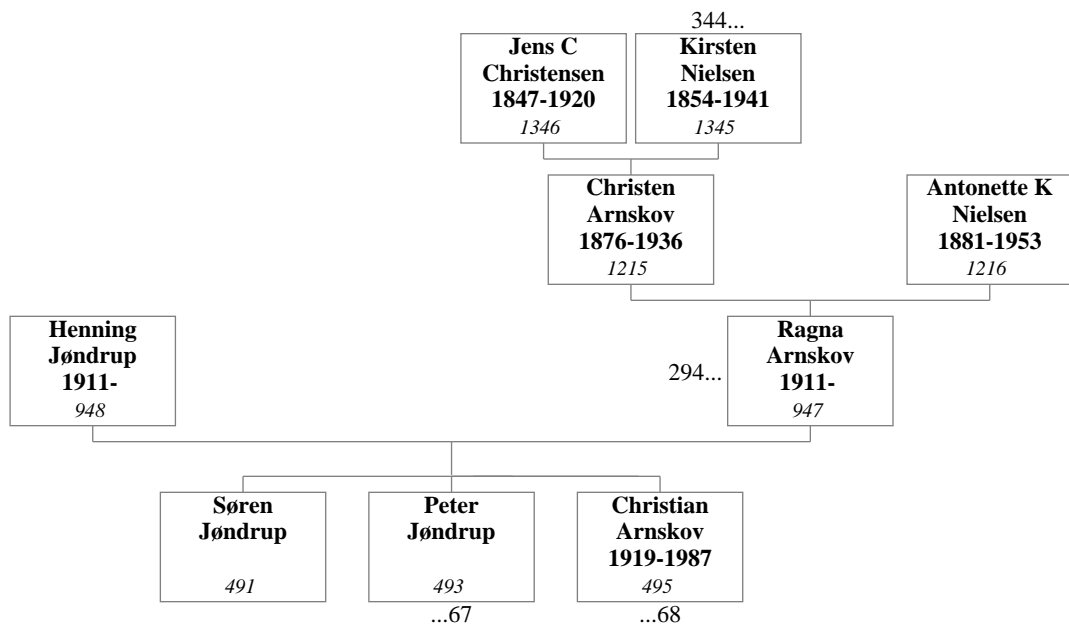 344...
Jens C
Christensen
1847-1920
1346
Kirsten
Nielsen
1854-1941
1345
Christen
Arnskov
1876-1936
1215
Antonette K
Nielsen
1881-1953
1216
Henning
Jøndrup
1911-
948
294...
Ragna
Arnskov
1911-
947
Søren
Jøndrup
491
Peter
Jøndrup
493
...67
Christian
Arnskov
1919-1987
495
...68